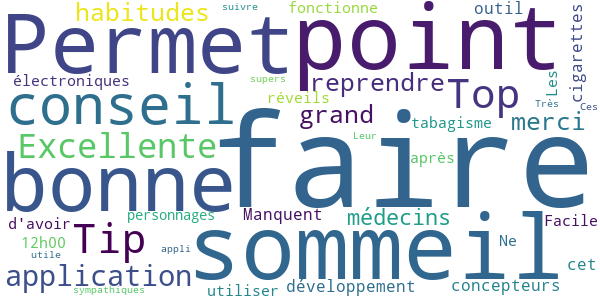 habitudes suivre fonctionne outil
Permet point
électroniques supers réveils reprendre Top Les cigarettes
conseil grand Très Ces
Excellente faire Leur tabagisme merci
bonne après
d'avoir personnages Manquent médecins Facile
12h00 Tip sommeil Ne
utile appli
application utiliser développement concepteurs cet
sympathiques